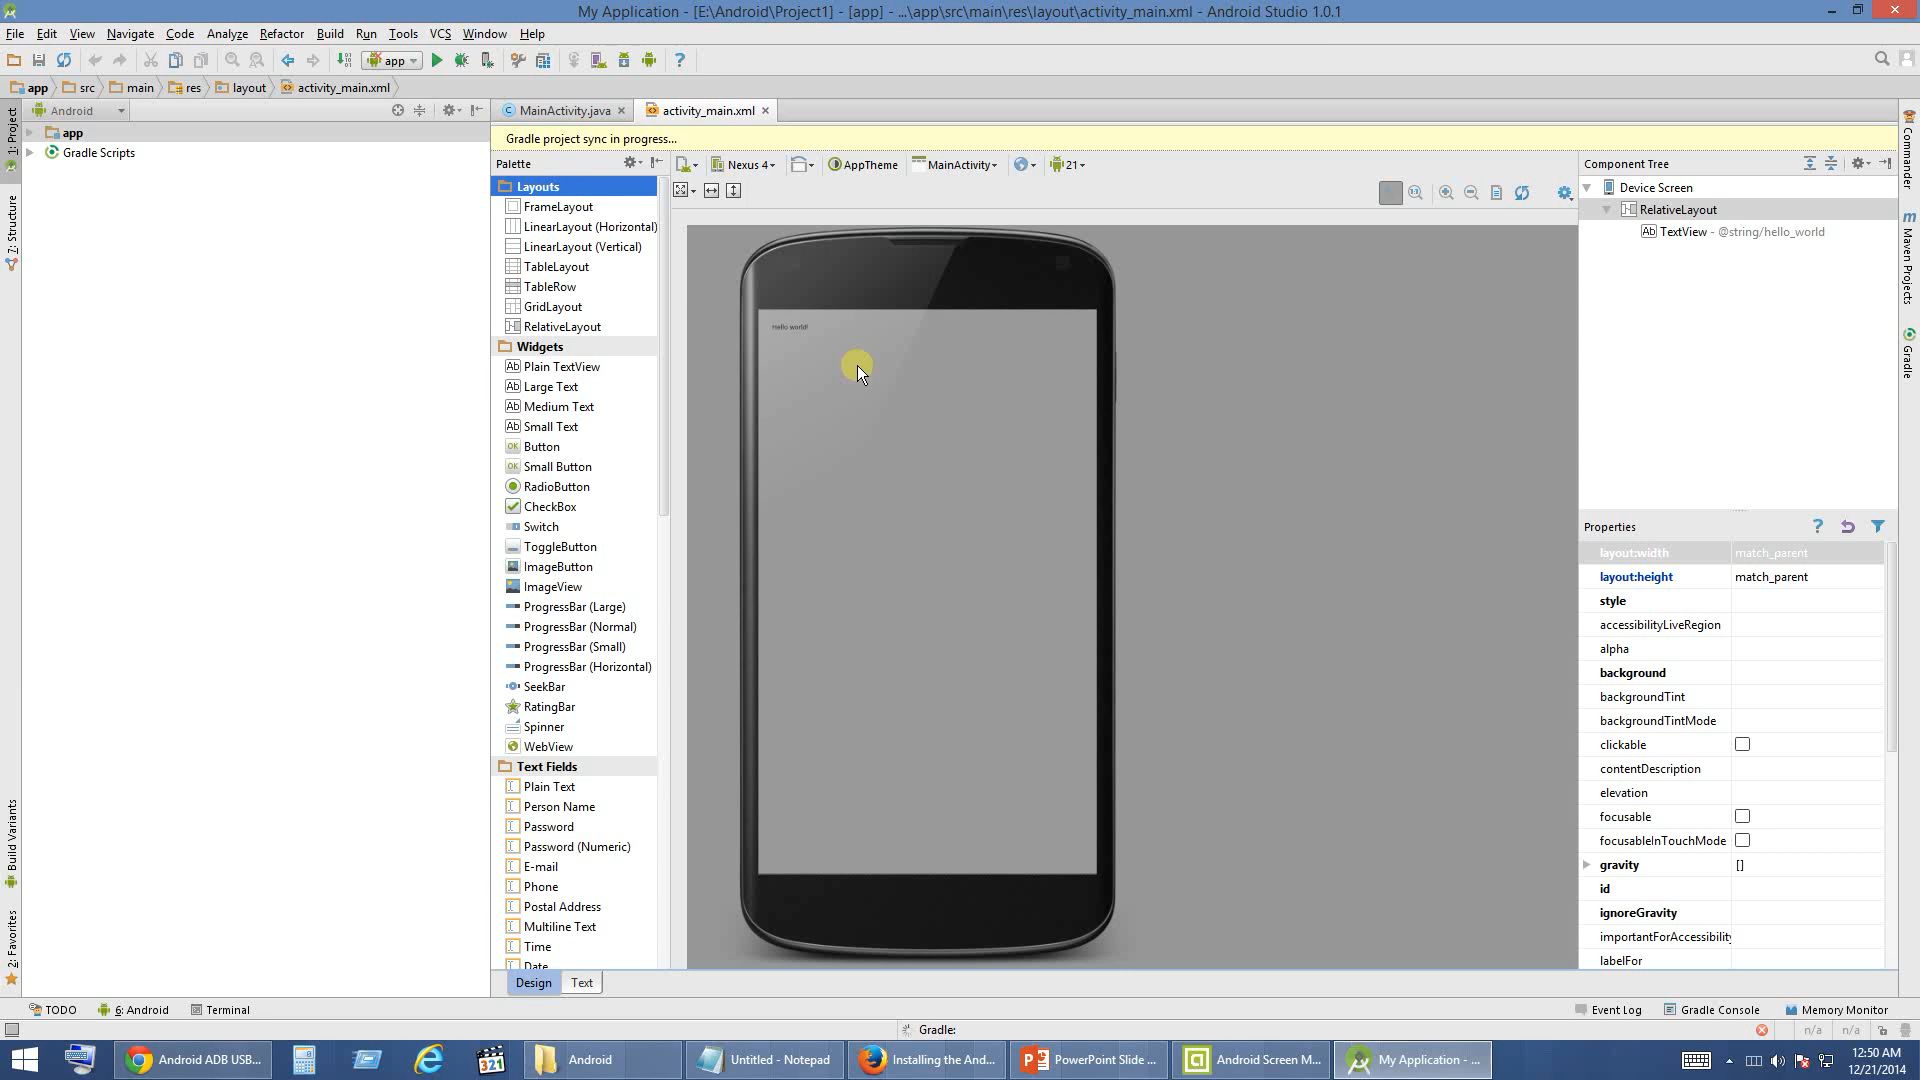 My Application - [E:\Android\Project1] - [app] - ...\app\src\main\res\layout\activity_main.xml - Android Studio 1.0.1
File Edit View Navigate Code Analyze Refactor Build Run Tools VCS Window Help
app
app src main res layout activity_main.xml
Android
MainActivity.java activity_main.xml
1: Project
7: Structure
Build Variants
2: Favorites
app
Gradle Scripts
Gradle project sync in progress...
Palette
Nexus 4 AppTheme MainActivity 21
Layouts
FrameLayout
LinearLayout (Horizontal)
LinearLayout (Vertical)
TableLayout
TableRow
GridLayout
RelativeLayout
Widgets
Plain TextView
Large Text
Medium Text
Small Text
Button
Small Button
RadioButton
CheckBox
Switch
ToggleButton
ImageButton
ImageView
ProgressBar (Large)
ProgressBar (Normal)
ProgressBar (Small)
ProgressBar (Horizontal)
SeekBar
RatingBar
Spinner
WebView
Text Fields
Plain Text
Person Name
Password
Password (Numeric)
E-mail
Phone
Postal Address
Multiline Text
Time
Date
Hello world!
Design Text
Component Tree
Device Screen
RelativeLayout
Ab TextView - @string/hello_world
Properties
layout:width match_parent
layout:height match_parent
style
accessibilityLiveRegion
alpha
background
backgroundTint
backgroundTintMode
clickable
contentDescription
elevation
focusable
focusableInTouchMode
gravity []
id
ignoreGravity
importantForAccessibility
labelFor
Commander
Maven Projects
Gradle
TODO 6: Android Terminal
Event Log Gradle Console Memory Monitor
Gradle:
n/a n/a
Android ADB USB...
321
Android
Untitled - Notepad
Installing the And...
PowerPoint Slide ...
Android Screen M...
My Application - ...
12:50 AM
12/21/2014